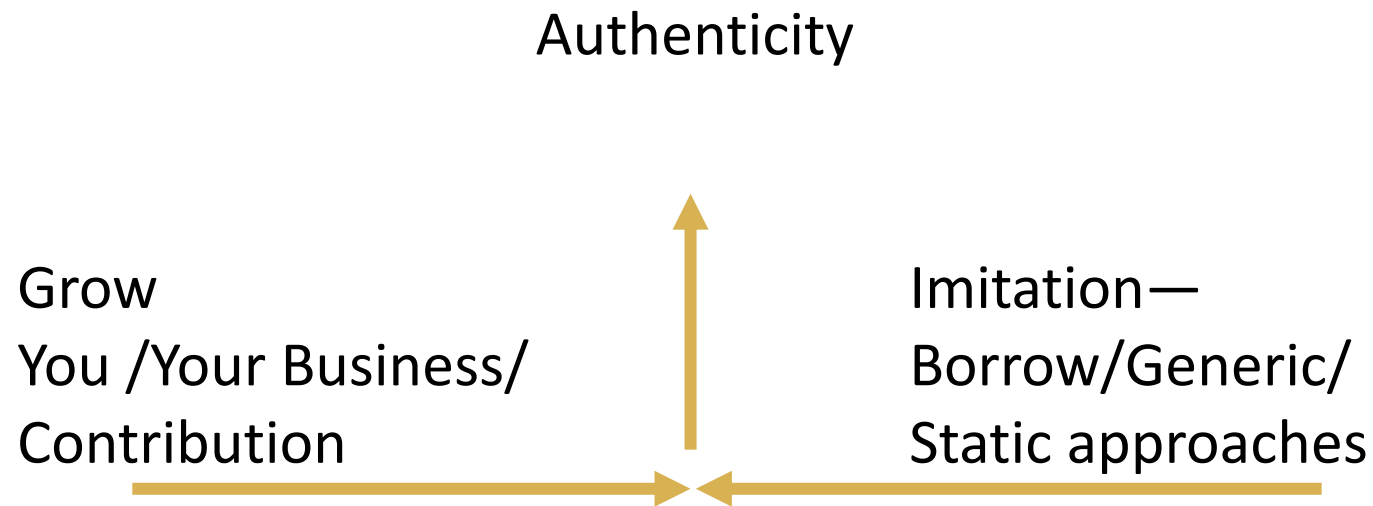 Authenticity
Grow
You /Your Business/
Contribution
Imitation—
Borrow/Generic/
Static approaches